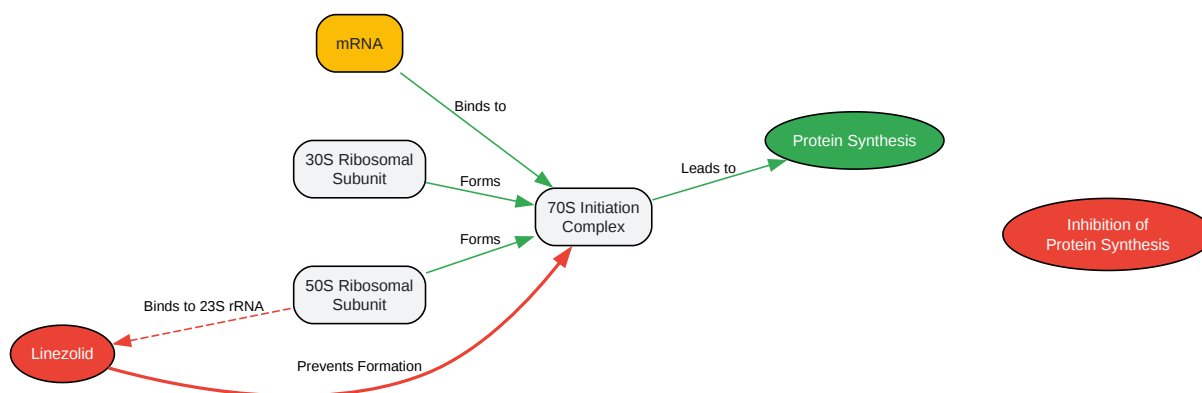 mRNA
Binds to
30S Ribosomal
Subunit
Forms
50S Ribosomal
Subunit
Forms
70S Initiation
Complex
Leads to
Protein Synthesis
Inhibition of
Protein Synthesis
Binds to 23S rRNA
Linezolid
Prevents Formation